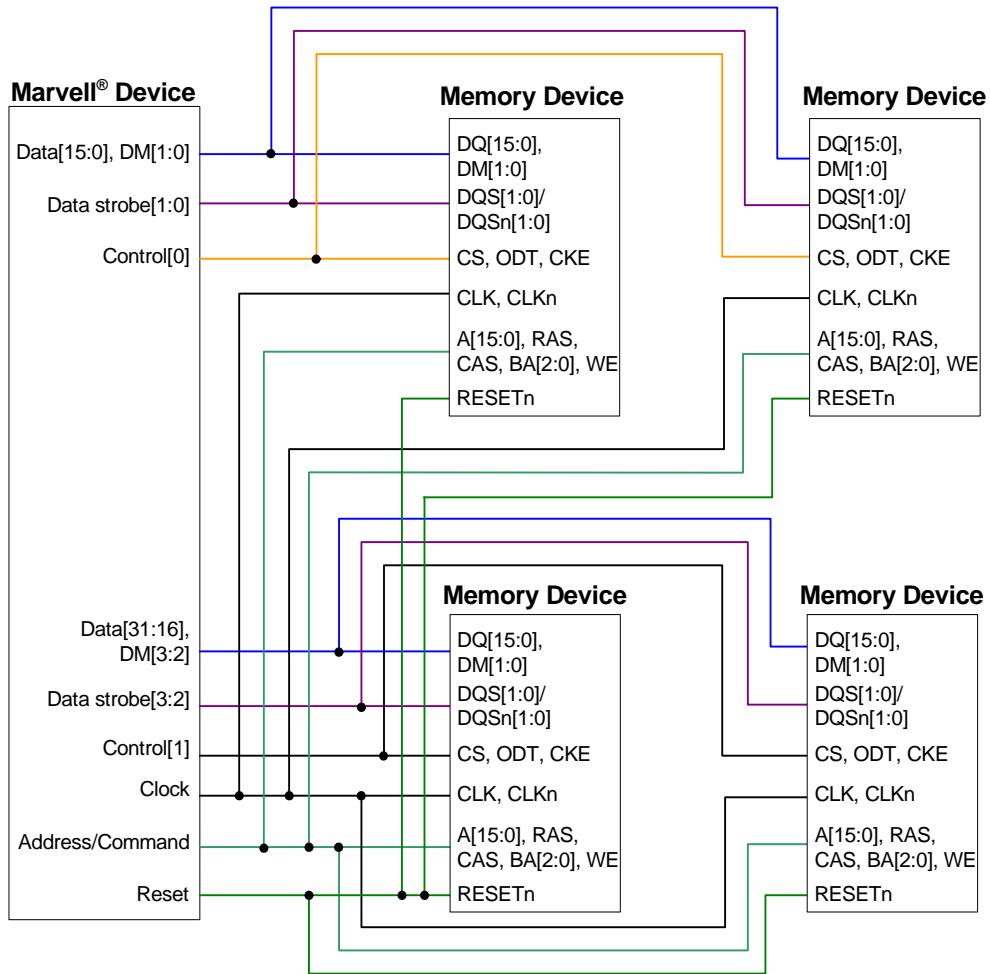 Marvell® Device
Data[15:0], DM[1:0]
Data strobe[1:0]
Control[0]
Data[31:16],
DM[3:2]
Data strobe[3:2]
Control[1]
Clock
Address/Command
Reset
Memory Device
DQ[15:0],
DM[1:0]
DQS[1:0]/
DQSn[1:0]
CS, ODT, CKE
CLK, CLKn
A[15:0], RAS,
CAS, BA[2:0], WE
RESETn
Memory Device
DQ[15:0],
DM[1:0]
DQS[1:0]/
DQSn[1:0]
CS, ODT, CKE
CLK, CLKn
A[15:0], RAS,
CAS, BA[2:0], WE
RESETn
Memory Device
DQ[15:0],
DM[1:0]
DQS[1:0]/
DQSn[1:0]
CS, ODT, CKE
CLK, CLKn
A[15:0], RAS,
CAS, BA[2:0], WE
RESETn
Memory Device
DQ[15:0],
DM[1:0]
DQS[1:0]/
DQSn[1:0]
CS, ODT, CKE
CLK, CLKn
A[15:0], RAS,
CAS, BA[2:0], WE
RESETn